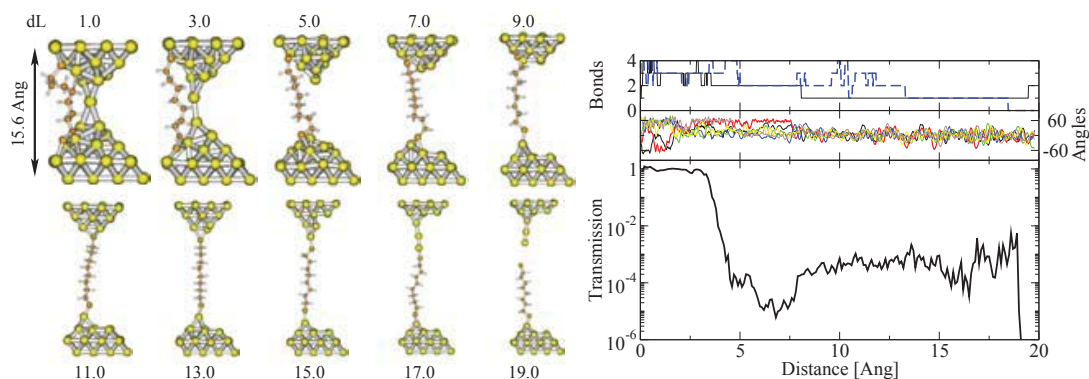 dL 1.0 3.0 5.0 7.0 9.0
15.6 Ang
11.0 13.0 15.0 17.0 19.0
Bonds
4
2
0
Angles
60
-60
Transmission
1
10-2
10-4
10-6
0 5 10 15 20
Distance [Ang]